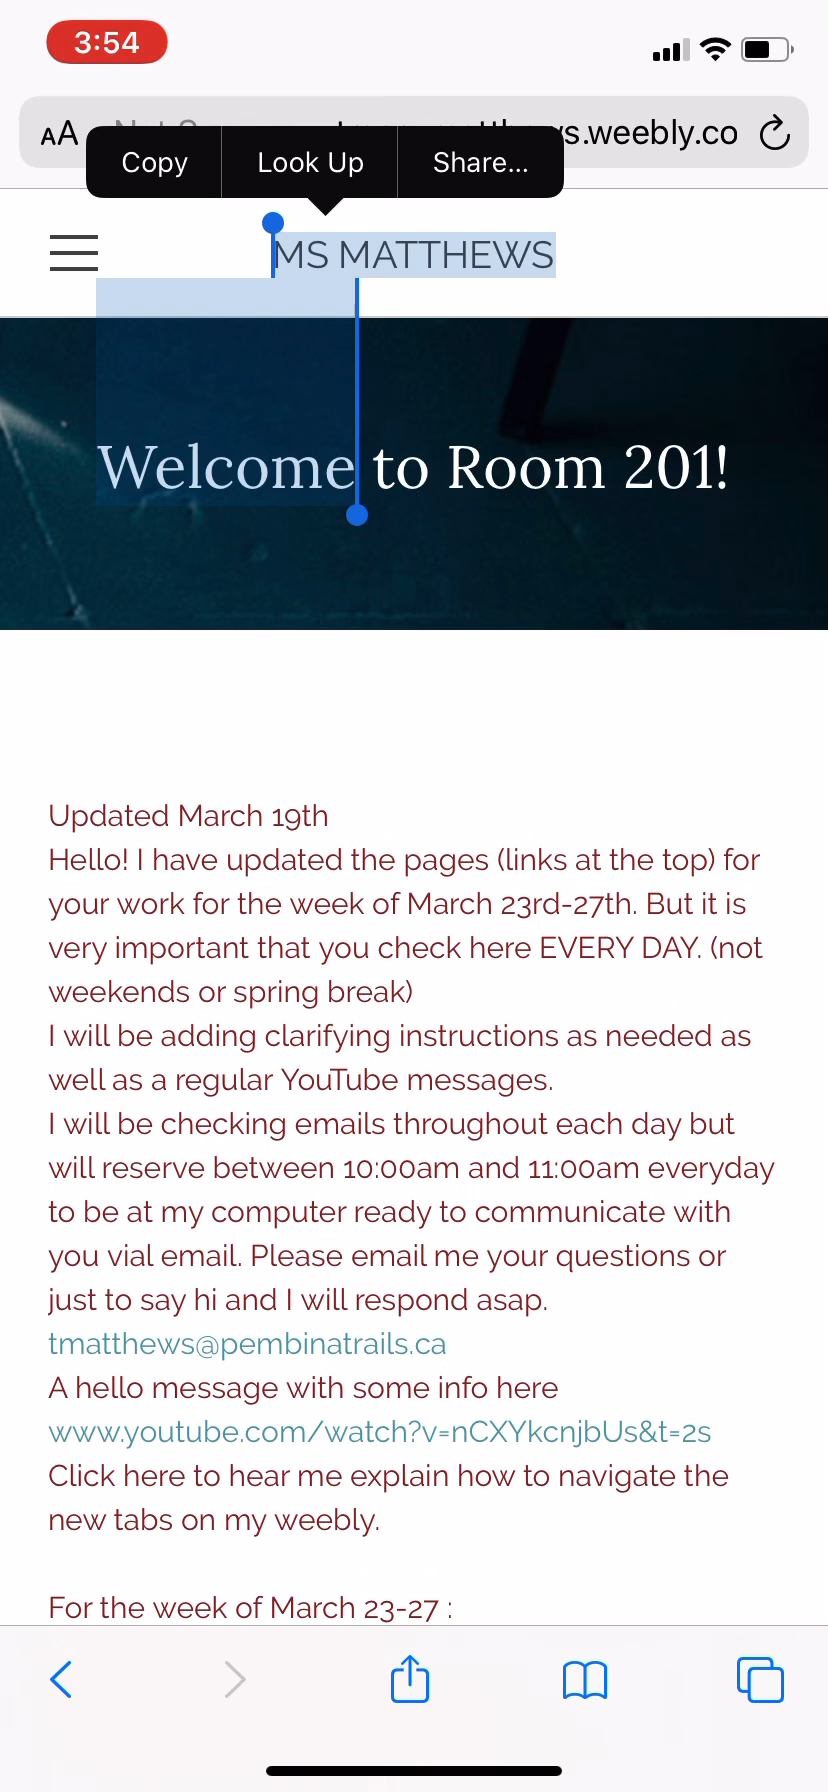 3:54
AA s.weebly.co
Copy Look Up Share...
MS MATTHEWS
Welcome to Room 201!
Updated March 19th
Hello! I have updated the pages (links at the top) for
your work for the week of March 23rd-27th. But it is
very important that you check here EVERY DAY. (not
weekends or spring break)
I will be adding clarifying instructions as needed as
well as a regular YouTube messages.
I will be checking emails throughout each day but
will reserve between 10:00am and 11:00am everyday
to be at my computer ready to communicate with
you vial email. Please email me your questions or
just to say hi and I will respond asap.
tmatthews@pembinatrails.ca
A hello message with some info here
www.youtube.com/watch?v=nCXYkcnjbUs&t=2s
Click here to hear me explain how to navigate the
new tabs on my weebly.
For the week of March 23-27 :